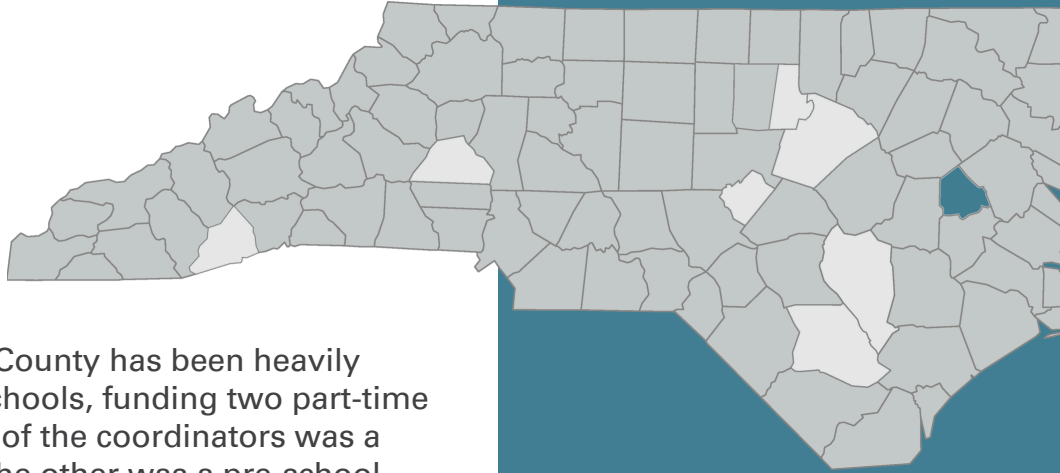 County has been heavily
chools, funding two part-time
of the coordinators was a
he other was a pre-school